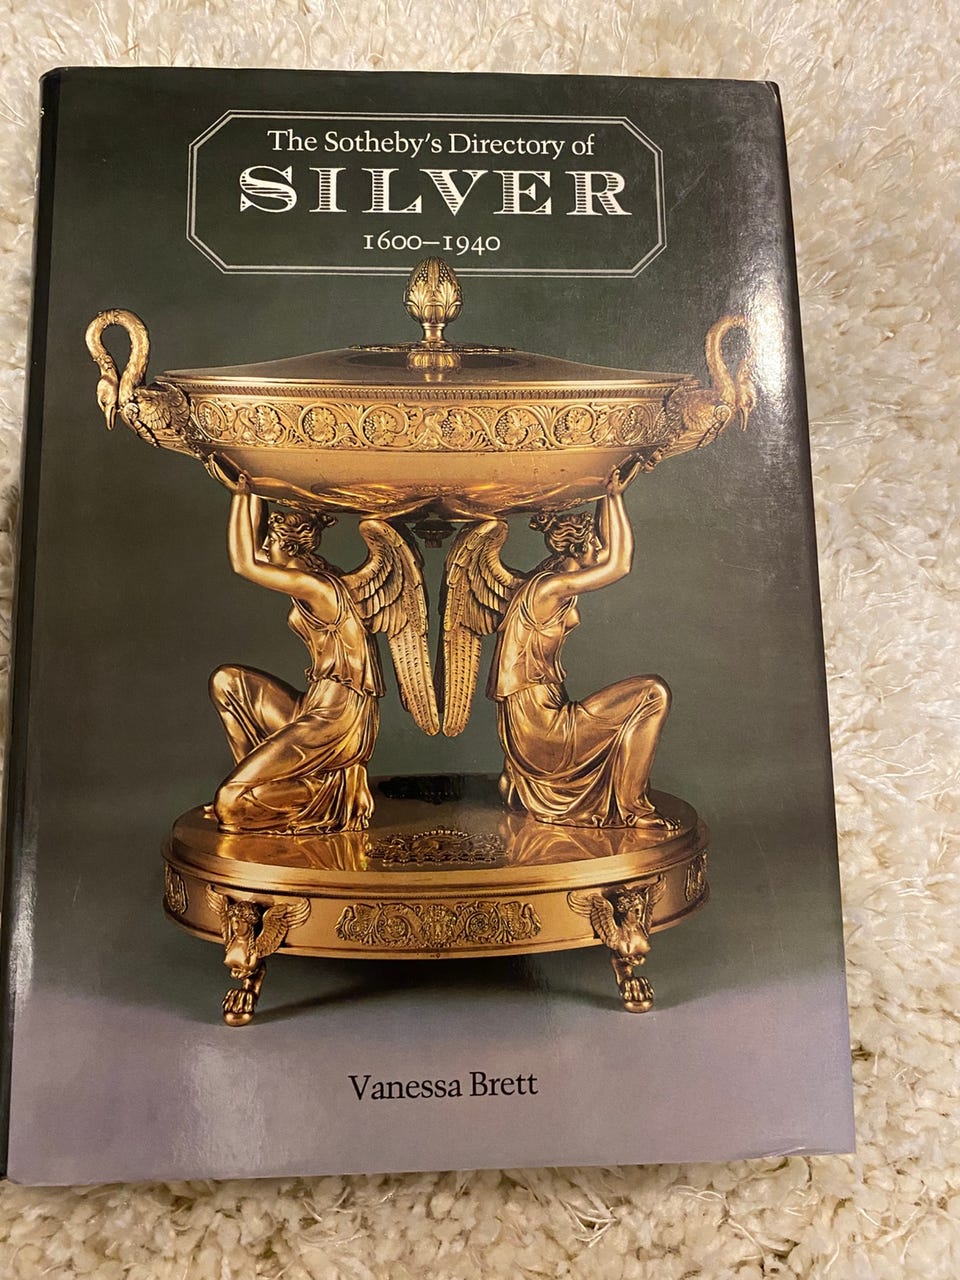 The Sotheby's Directory of
SILVER
1600–1940
Vanessa Brett